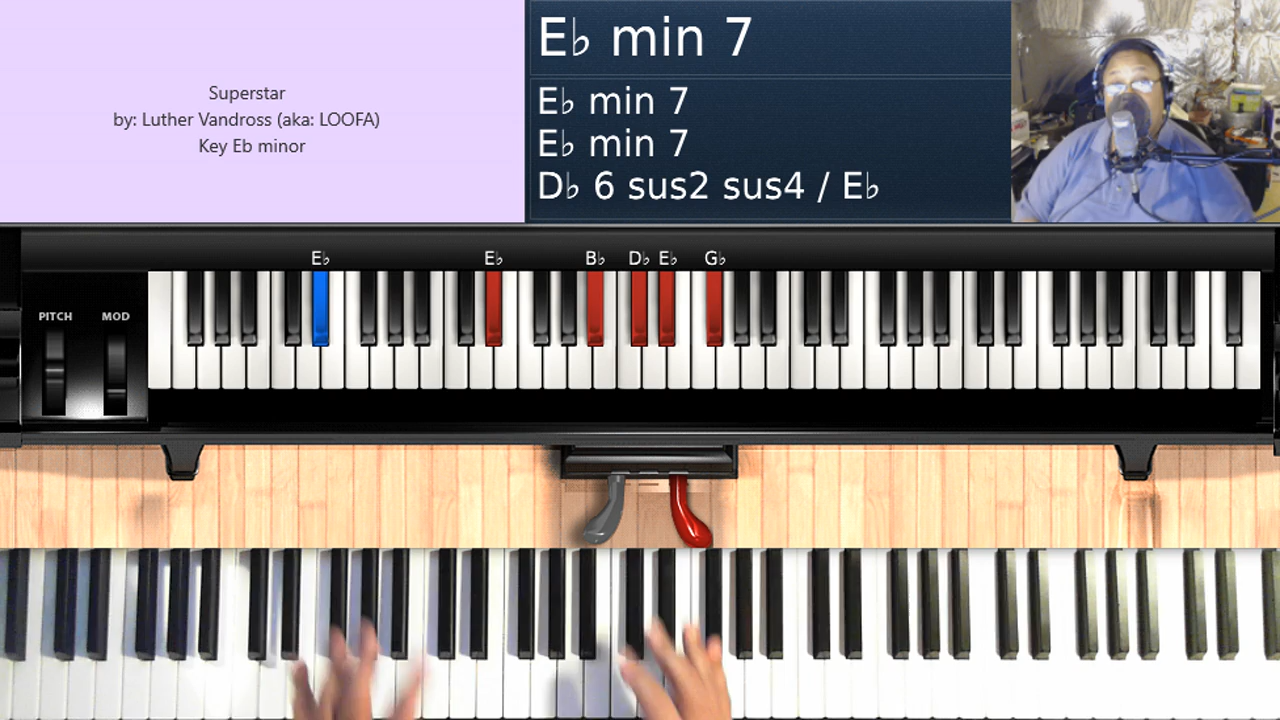 Superstar
by: Luther Vandross (aka: LOOFA)
Key Eb minor
E♭ min 7
E♭ min 7
E♭ min 7
D♭ 6 sus2 sus4 / E♭
E♭ E♭ B♭ D♭ E♭ G♭
PITCH MOD